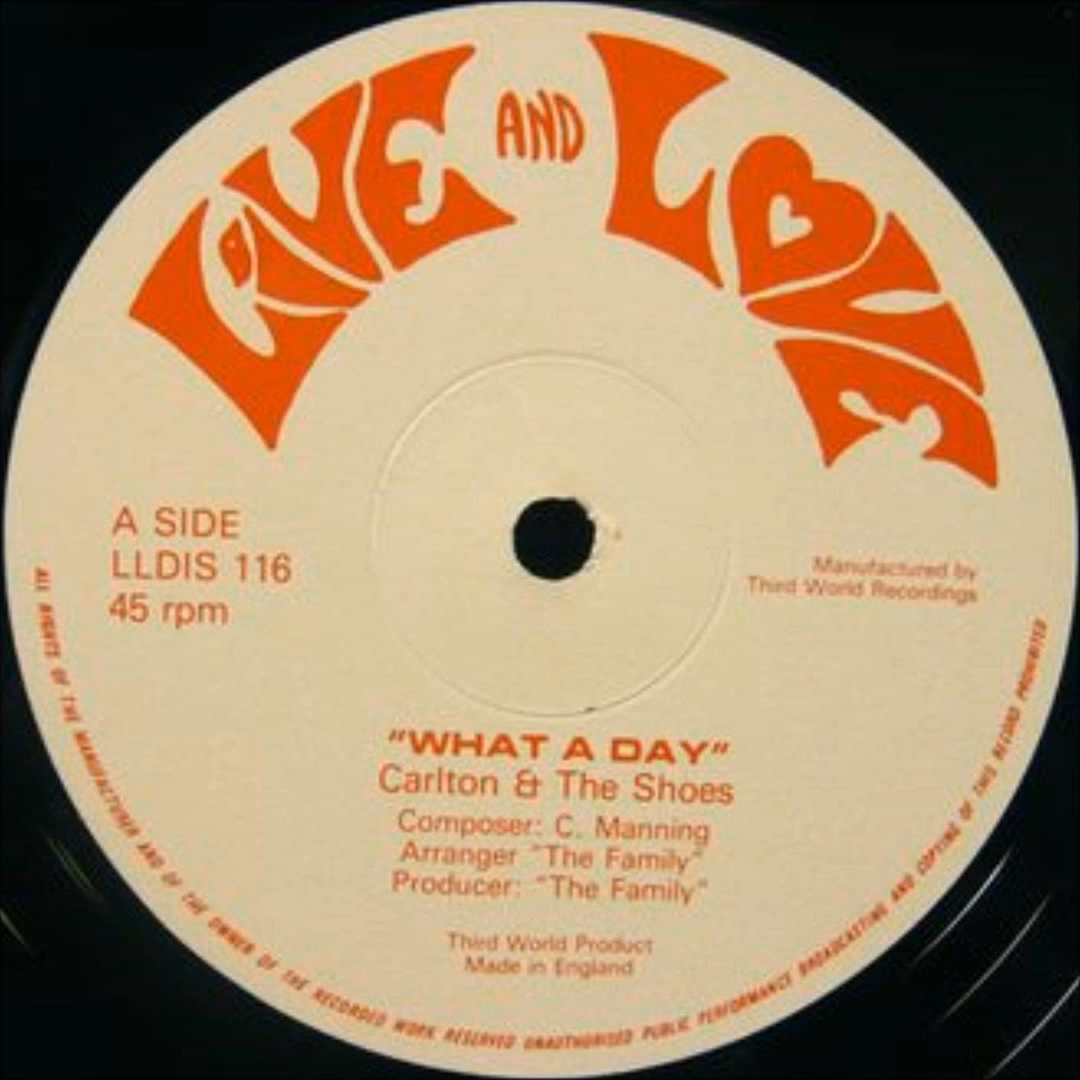 LIVE AND LOVE
A SIDE
LLDIS 116
45 rpm
Manufactured by
Third World Recordings
"WHAT A DAY"
Carlton & The Shoes
Composer: C. Manning
Arranger "The Family"
Producer: "The Family"
Third World Product
Made in England
ALL RIGHTS OF THE MANUFACTURER AND OF THE OWNER OF THE RECORDED WORK RESERVED UNAUTHORISED PUBLIC PERFORMANCE BROADCASTING AND COPYING OF THIS RECORD PROHIBITED